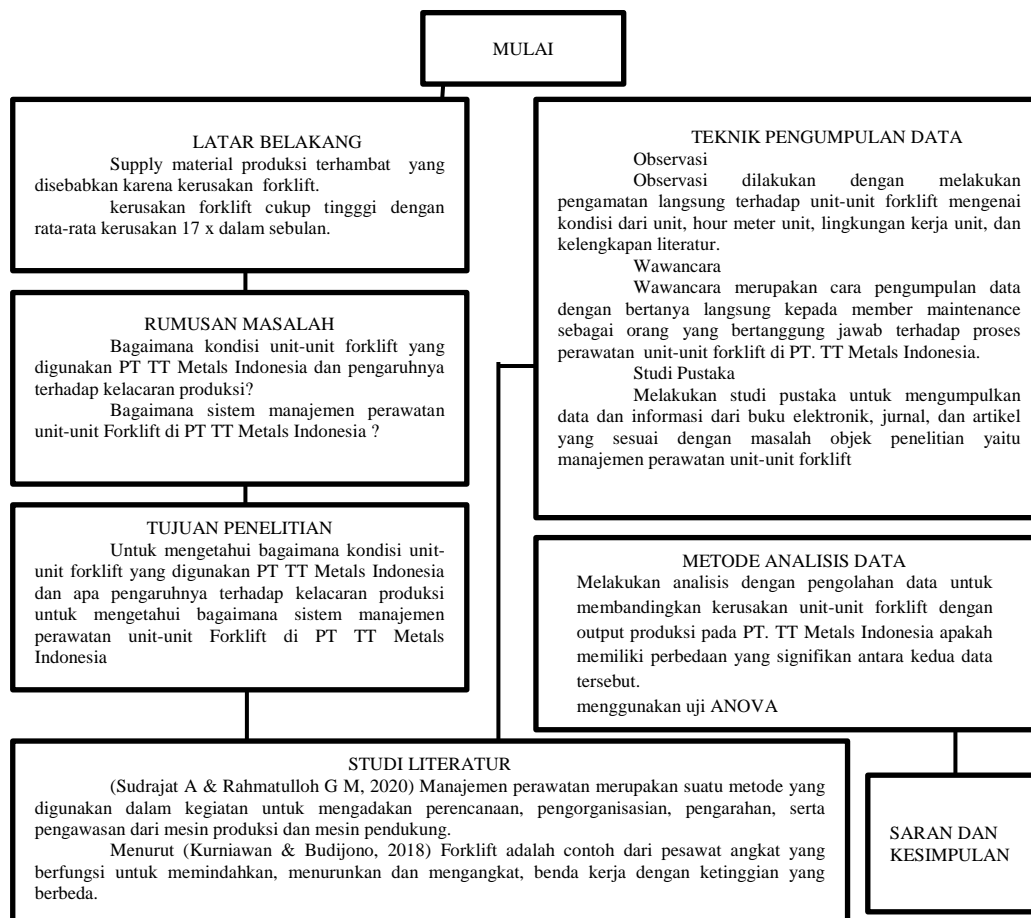 MULAI
LATAR BELAKANG
Supply material produksi terhambat yang
disebabkan karena kerusakan forklift.
kerusakan forklift cukup tingggi dengan
rata-rata kerusakan 17 x dalam sebulan.
RUMUSAN MASALAH
Bagaimana kondisi unit-unit forklift yang
digunakan PT TT Metals Indonesia dan pengaruhnya
terhadap kelacaran produksi?
Bagaimana sistem manajemen perawatan
unit-unit Forklift di PT TT Metals Indonesia ?
TUJUAN PENELITIAN
Untuk mengetahui bagaimana kondisi unit-
unit forklift yang digunakan PT TT Metals Indonesia
dan apa pengaruhnya terhadap kelacaran produksi
untuk mengetahui bagaimana sistem manajemen
perawatan unit-unit Forklift di PT TT Metals
Indonesia
STUDI LITERATUR
(Sudrajat A & Rahmatulloh G M, 2020) Manajemen perawatan merupakan suatu metode yang
digunakan dalam kegiatan untuk mengadakan perencanaan, pengorganisasian, pengarahan, serta
pengawasan dari mesin produksi dan mesin pendukung.
Menurut (Kurniawan & Budijono, 2018) Forklift adalah contoh dari pesawat angkat yang
berfungsi untuk memindahkan, menurunkan dan mengangkat, benda kerja dengan ketinggian yang
berbeda.
TEKNIK PENGUMPULAN DATA
Observasi
Observasi dilakukan dengan melakukan
pengamatan langsung terhadap unit-unit forklift mengenai
kondisi dari unit, hour meter unit, lingkungan kerja unit, dan
kelengkapan literatur.
Wawancara
Wawancara merupakan cara pengumpulan data
dengan bertanya langsung kepada member maintenance
sebagai orang yang bertanggung jawab terhadap proses
perawatan unit-unit forklift di PT. TT Metals Indonesia.
Studi Pustaka
Melakukan studi pustaka untuk mengumpulkan
data dan informasi dari buku elektronik, jurnal, dan artikel
yang sesuai dengan masalah objek penelitian yaitu
manajemen perawatan unit-unit forklift
METODE ANALISIS DATA
Melakukan analisis dengan pengolahan data untuk
membandingkan kerusakan unit-unit forklift dengan
output produksi pada PT. TT Metals Indonesia apakah
memiliki perbedaan yang signifikan antara kedua data
tersebut.
menggunakan uji ANOVA
SARAN DAN
KESIMPULAN